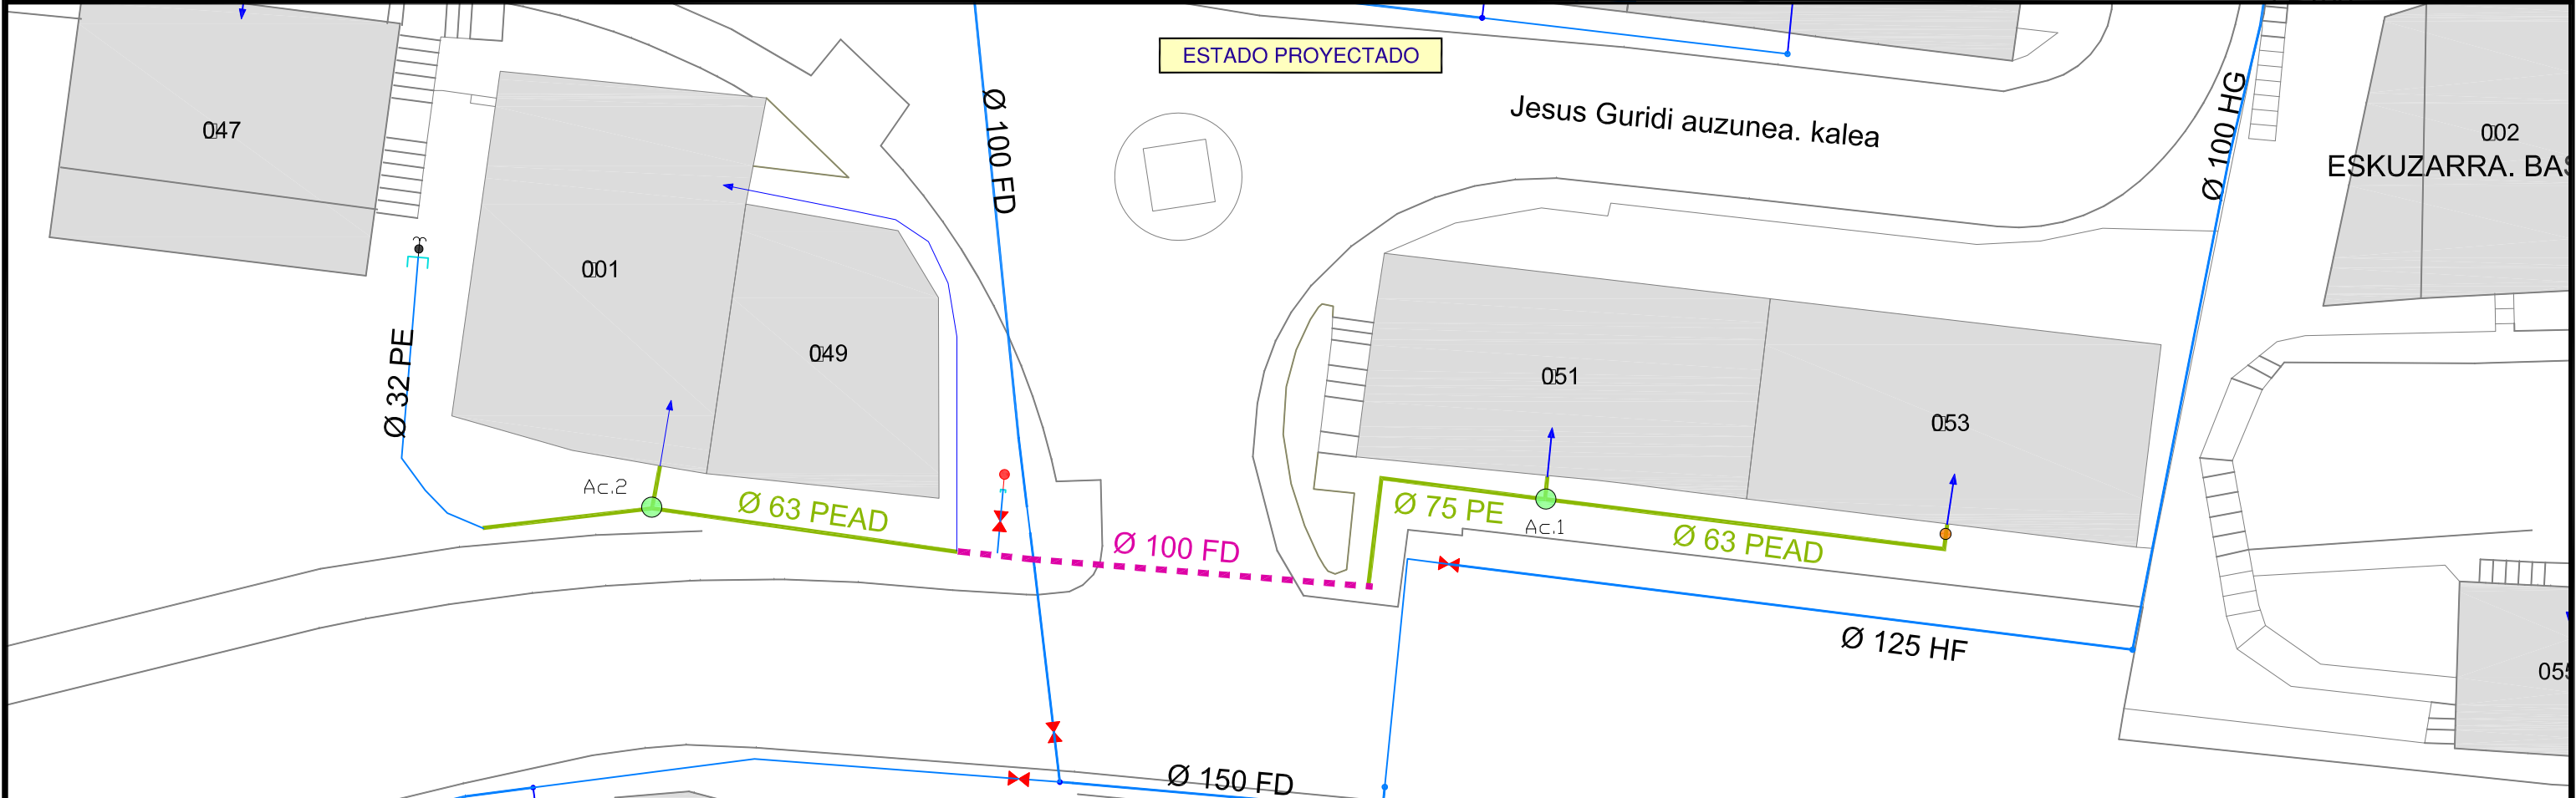 ESTADO PROYECTADO
Jesus Guridi auzunea. kalea
Ø 100 FD
Ø 100 HG
047
002
ESKUZARRA. BAS
001
049
051
053
Ø 32 PE
Ac.2
Ø 63 PEAD
Ø 100 FD
Ø 75 PE
Ac.1
Ø 63 PEAD
Ø 125 HF
055
Ø 150 FD